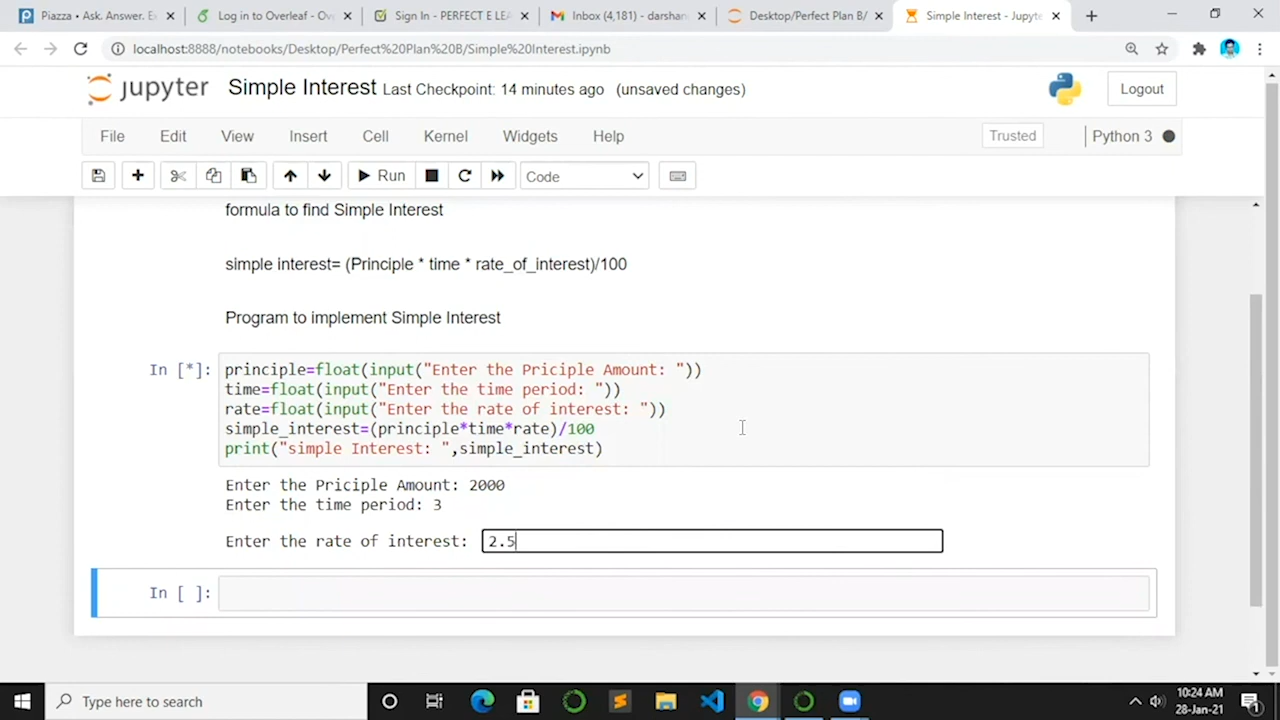 Piazza • Ask. Answer. Ex
Log in to Overleaf - Ove
Sign In - PERFECT E LEA
Inbox (4,181) - darshan
Desktop/Perfect Plan B/
Simple Interest - Jupyte
localhost:8888/notebooks/Desktop/Perfect%20Plan%20B/Simple%20Interest.ipynb
jupyter Simple Interest Last Checkpoint: 14 minutes ago (unsaved changes)
Logout
File Edit View Insert Cell Kernel Widgets Help
Trusted
Python 3
Run
Code
formula to find Simple Interest
simple interest= (Principle * time * rate_of_interest)/100
Program to implement Simple Interest
In [*]:
principle=float(input("Enter the Priciple Amount: "))
time=float(input("Enter the time period: "))
rate=float(input("Enter the rate of interest: "))
simple_interest=(principle*time*rate)/100
print("simple Interest: ",simple_interest)
Enter the Priciple Amount: 2000
Enter the time period: 3
Enter the rate of interest: 2.5
In [ ]:
Type here to search
10:24 AM
28-Jan-21
1